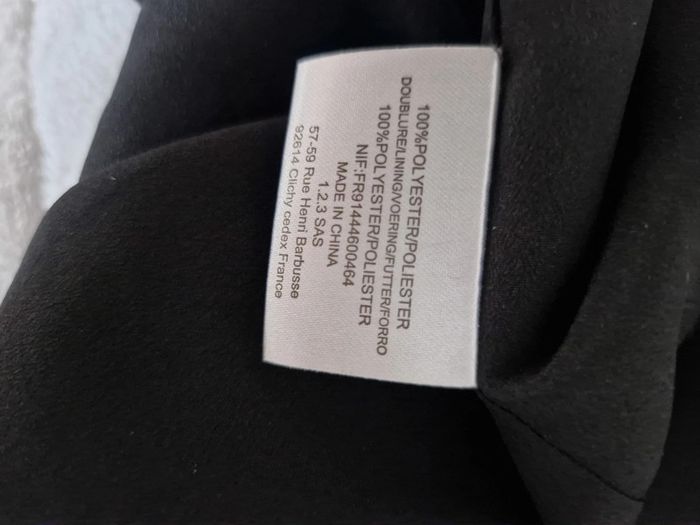 100%POLYESTER/POLIESTER
DOUBLURE/LINING/VOERING/FUTTER/FORRO
100%POLYESTER/POLIESTER
NIF:FR91444600464
MADE IN CHINA
1.2.3 SAS
57-59 Rue Henri Barbusse
92614 Clichy cedex France